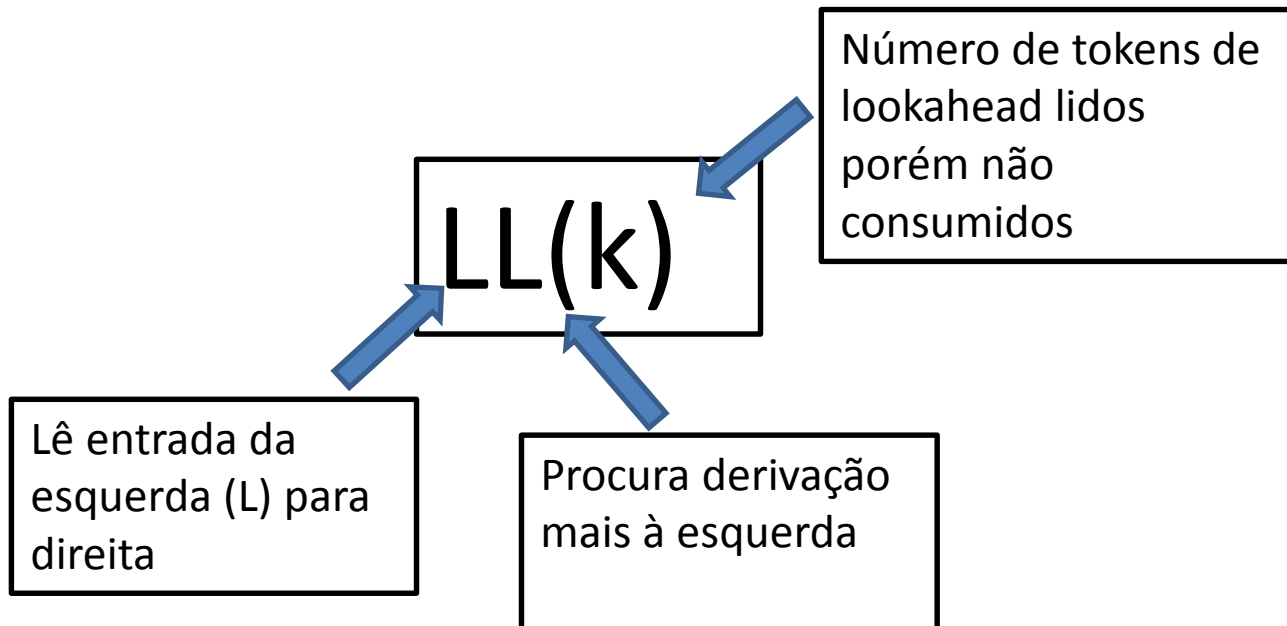 Número de tokens de
lookahead lidos
porém não
consumidos
LL(k)
Lê entrada da
esquerda (L) para
direita
Procura derivação
mais à esquerda